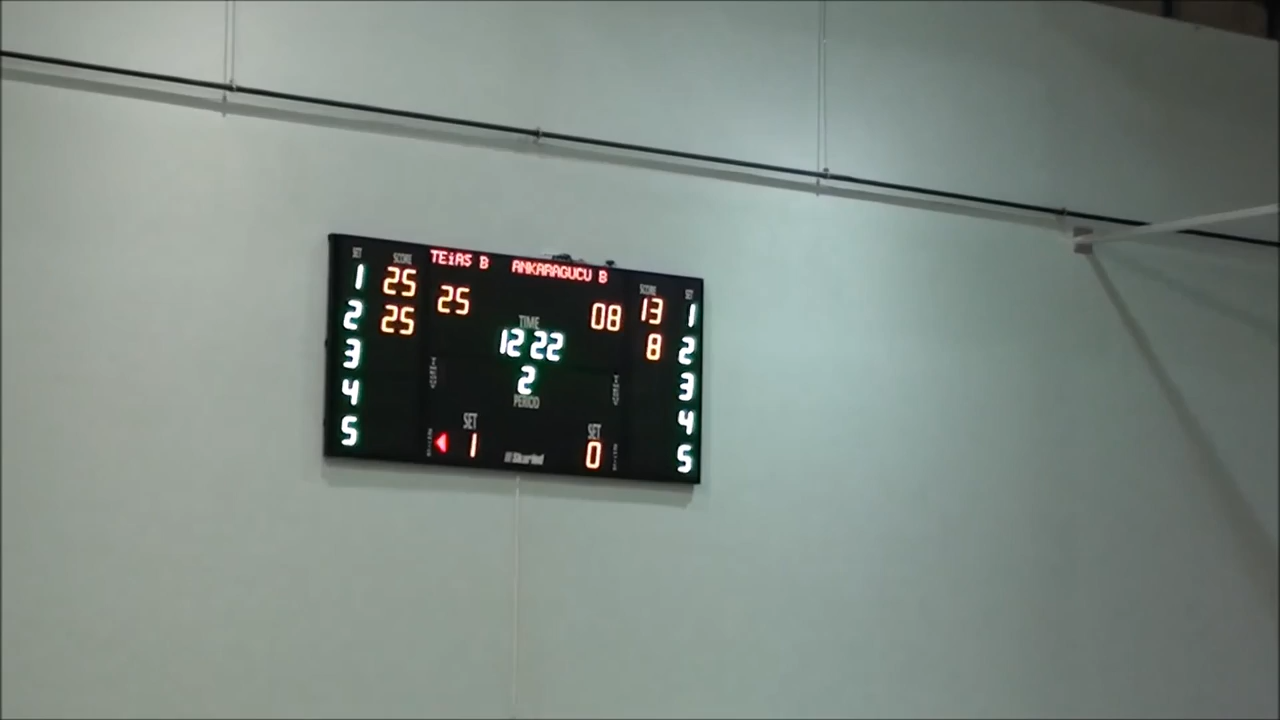 TEiAS B ANKARAGUCU B
SET SCORE SCORE SET
1 25 25 08 13 1
2 25 TIME 8 2
12 22
3 2 3
PERIOD
4 4
SET SET
5 1 0 5
Skorled